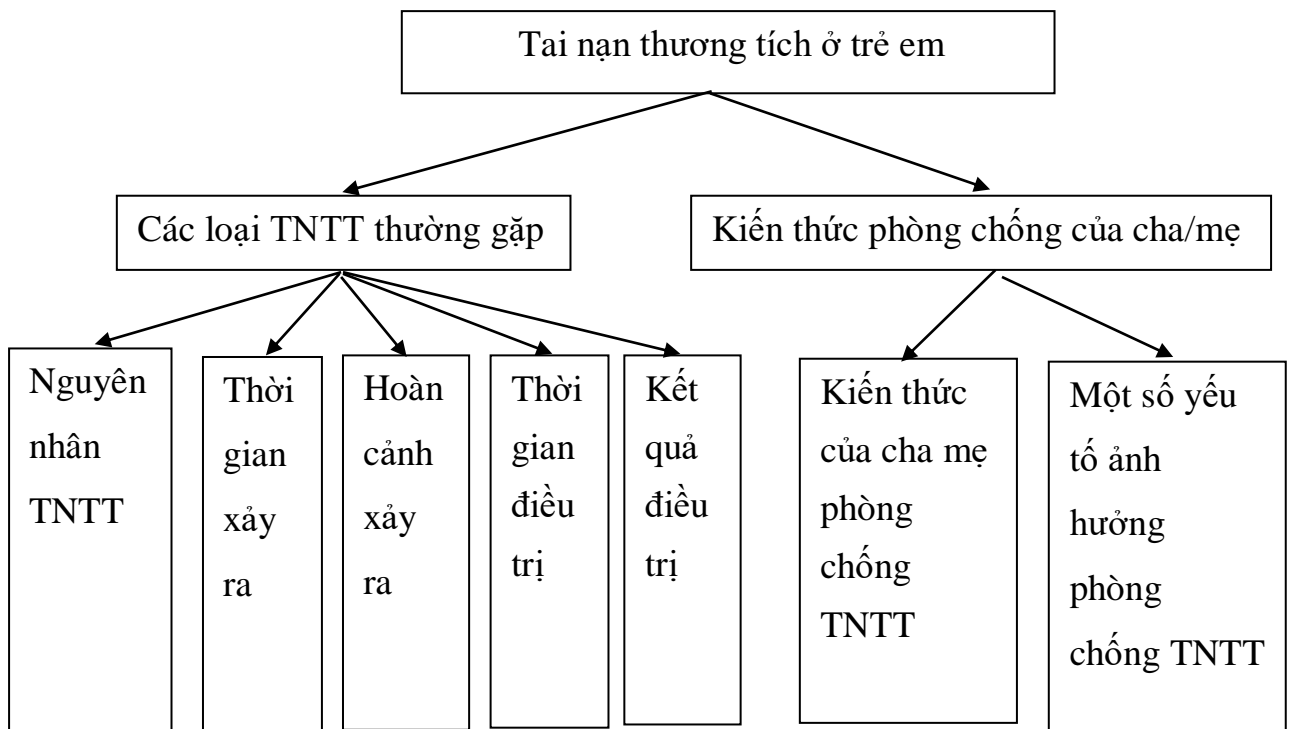 Tai nạn thương tích ở trẻ em
Các loại TNTT thường gặp
Kiến thức phòng chống của cha/mẹ
Nguyên
nhân
TNTT
Thời
gian
xảy
ra
Hoàn
cảnh
xảy
ra
Thời
gian
điều
trị
Kết
quả
điều
trị
Kiến thức
của cha mẹ
phòng
chống
TNTT
Một số yếu
tố ảnh
hưởng
phòng
chống TNTT